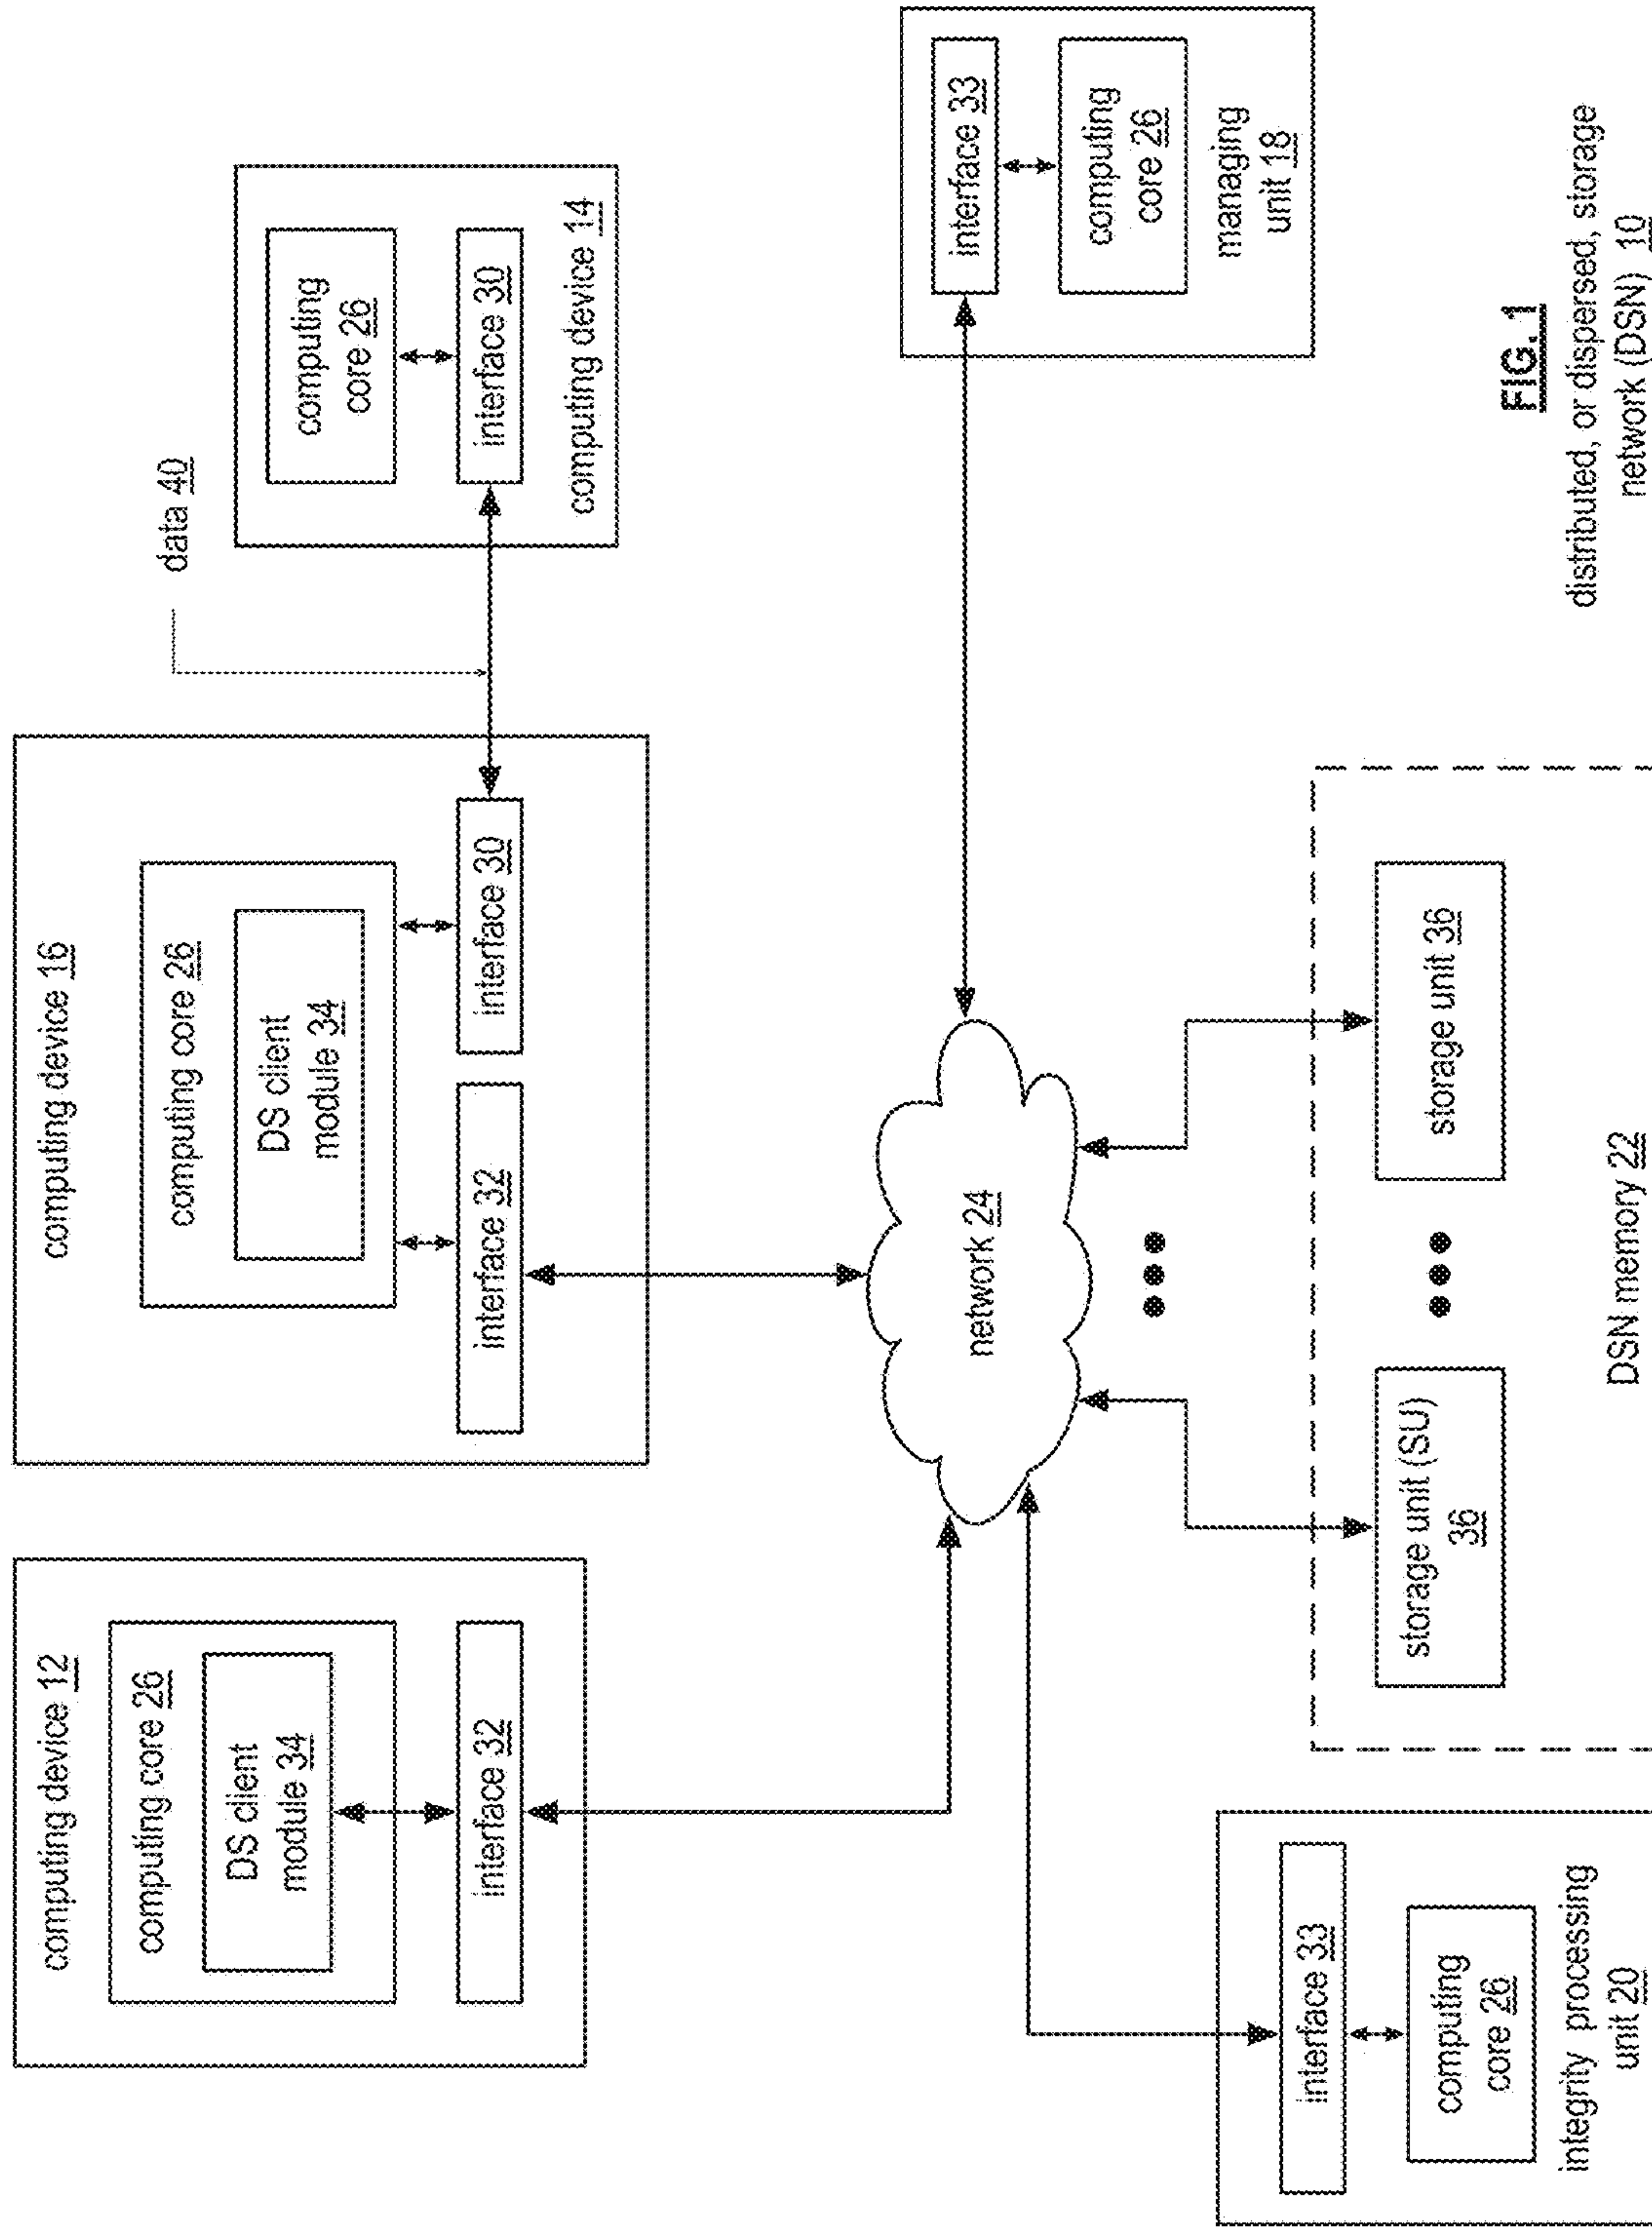 computing device 12
computing core 26
DS client
module 34
interface 32
computing device 16
computing core 26
DS client
module 34
interface 32
interface 30
data 40
computing
core 26
interface 30
computing device 14
network 24
interface 33
computing
core 26
managing
unit 18
interface 33
computing
core 26
integrity processing
unit 20
storage unit (SU)
36
storage unit 36
DSN memory 22
FIG. 1
distributed, or dispersed, storage
network (DSN) 10